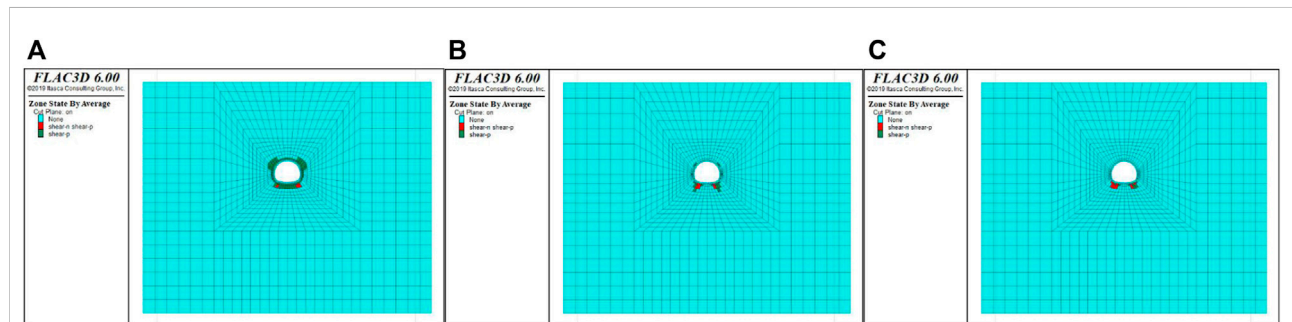 A
FLAC3D 6.00
©2019 Itasca Consulting Group, Inc.
Zone State By Average
Cut Plane: on
None
shear-n shear-p
shear-p
B
FLAC3D 6.00
©2019 Itasca Consulting Group, Inc.
Zone State By Average
Cut Plane: on
None
shear-n shear-p
shear-p
C
FLAC3D 6.00
©2019 Itasca Consulting Group, Inc.
Zone State By Average
Cut Plane: on
None
shear-n shear-p
shear-p